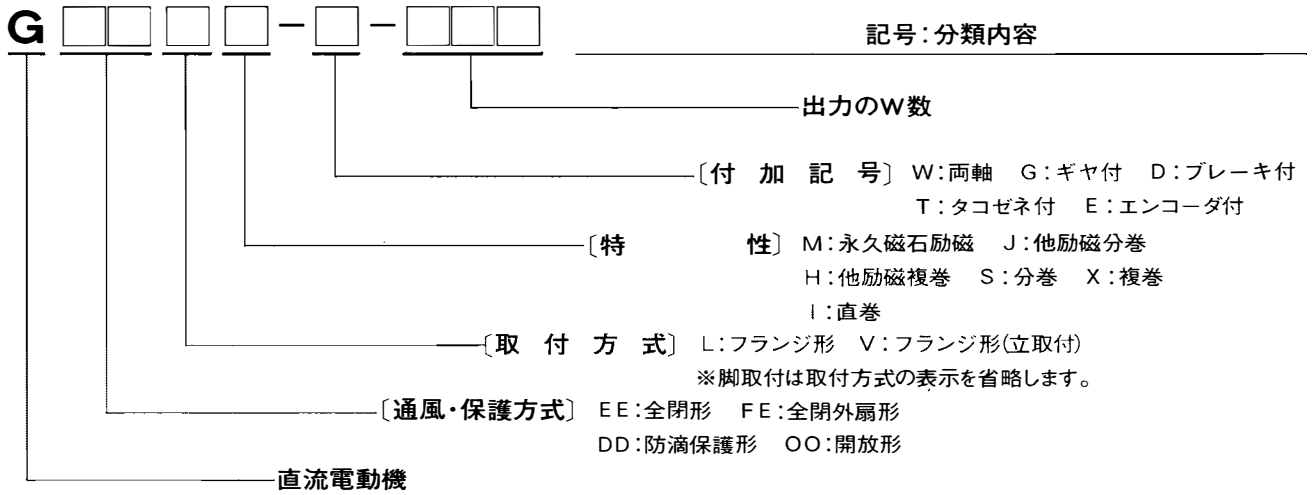 G □□□□－□－□□□ 記号：分類内容
出力のW数
〔付加記号〕 W：両軸 G：ギヤ付 D：ブレーキ付
T：タコゼネ付 E：エンコーダ付
〔特性〕 M：永久磁石励磁 J：他励磁分巻
H：他励磁複巻 S：分巻 X：複巻
I：直巻
〔取付方式〕 L：フランジ形 V：フランジ形(立取付)
※脚取付は取付方式の表示を省略します。
〔通風・保護方式〕 EE：全閉形 FE：全閉外扇形
DD：防滴保護形 OO：開放形
直流電動機